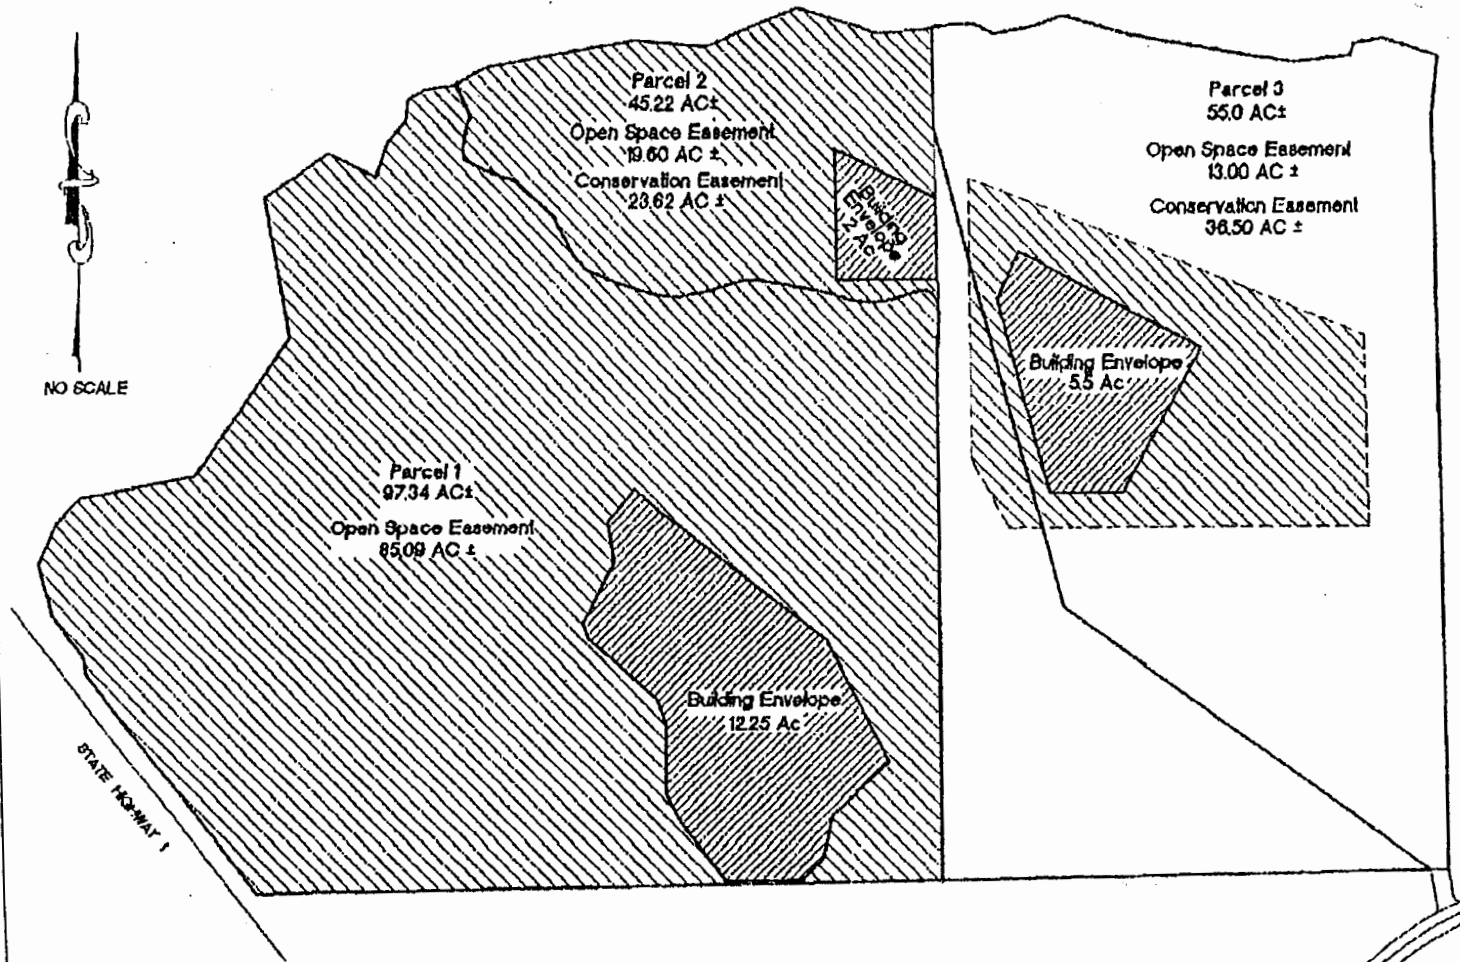 Parcel 2
45.22 AC±
Open Space Easement
19.60 AC ±
Conservation Easement
23.62 AC ±
Building
Envelope
2 Ac
Parcel 3
55.0 AC±
Open Space Easement
13.00 AC ±
Conservation Easement
36.50 AC ±
Building Envelope
5.5 Ac
NO SCALE
Parcel 1
97.34 AC±
Open Space Easement
85.09 AC ±
Building Envelope
12.25 Ac
STATE HIGHWAY 1